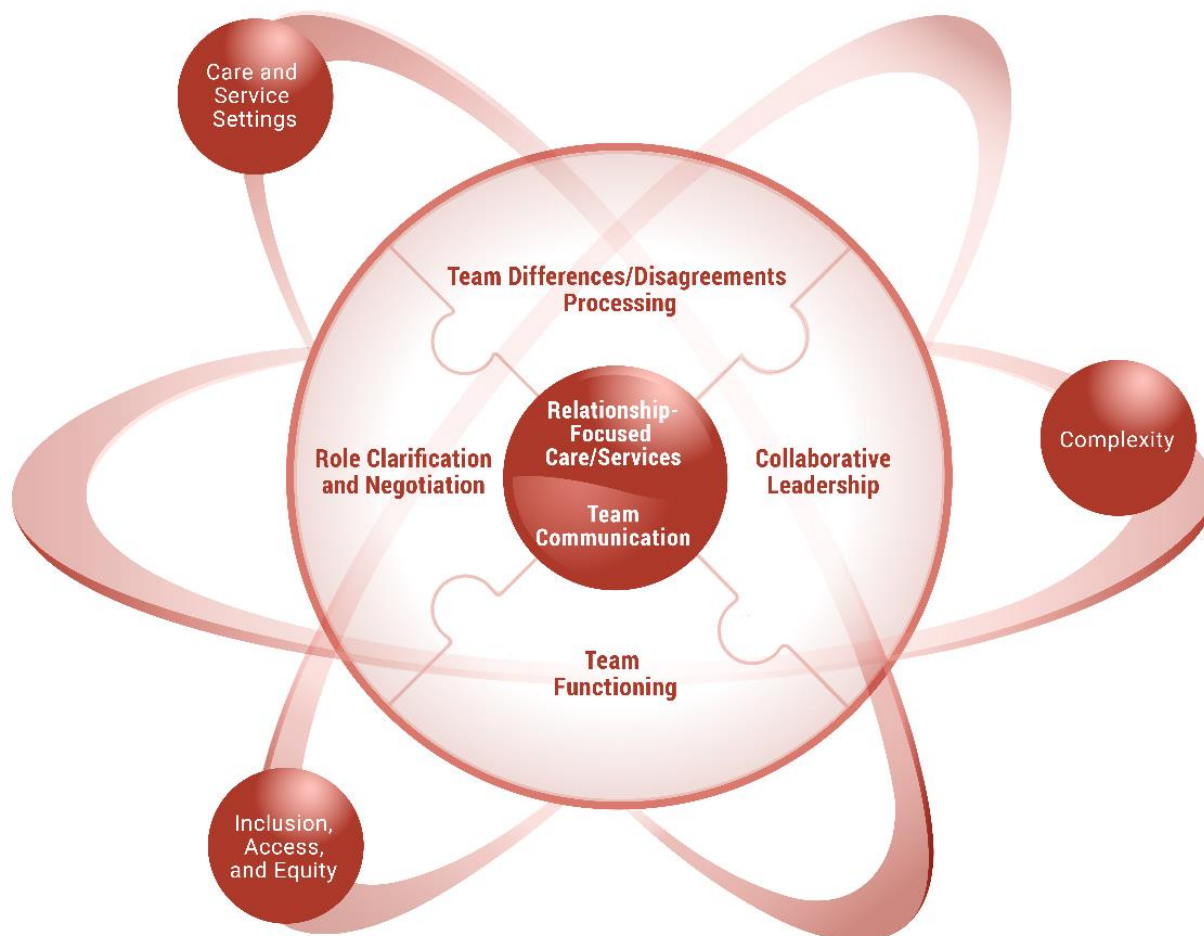 Care and
Service
Settings
Team Differences/Disagreements
Processing
Relationship-
Focused
Care/Services
Role Clarification
and Negotiation
Collaborative
Leadership
Complexity
Team
Communication
Team
Functioning
Inclusion,
Access,
and Equity